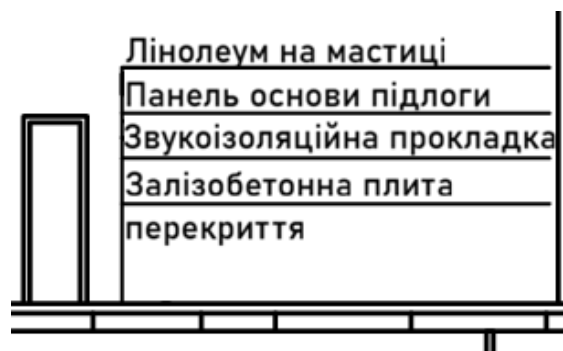 Лінолеум на мастиці
Панель основи підлоги
Звукоізоляційна прокладка
Залізобетонна плита
перекриття